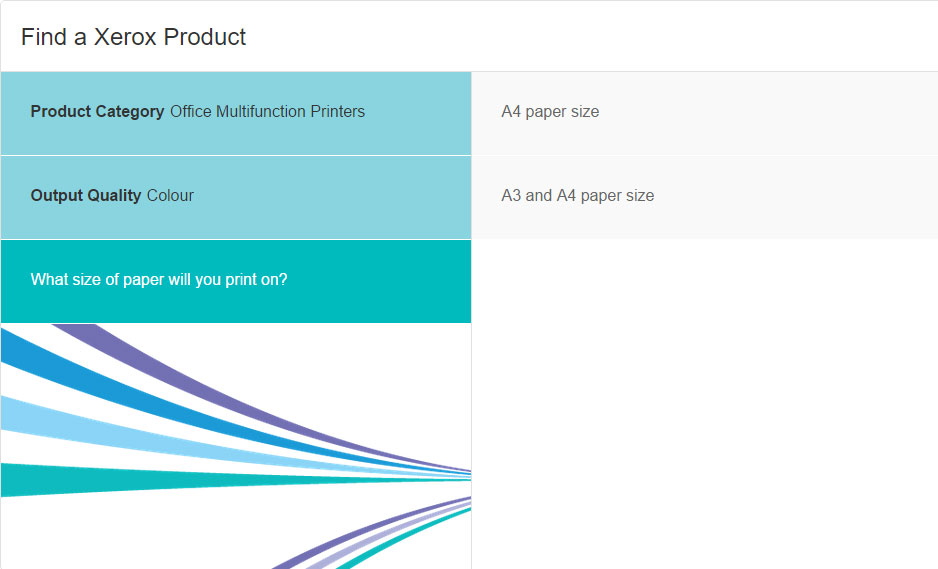 Find a Xerox Product
Product Category Office Multifunction Printers
A4 paper size
Output Quality Colour
A3 and A4 paper size
What size of paper will you print on?